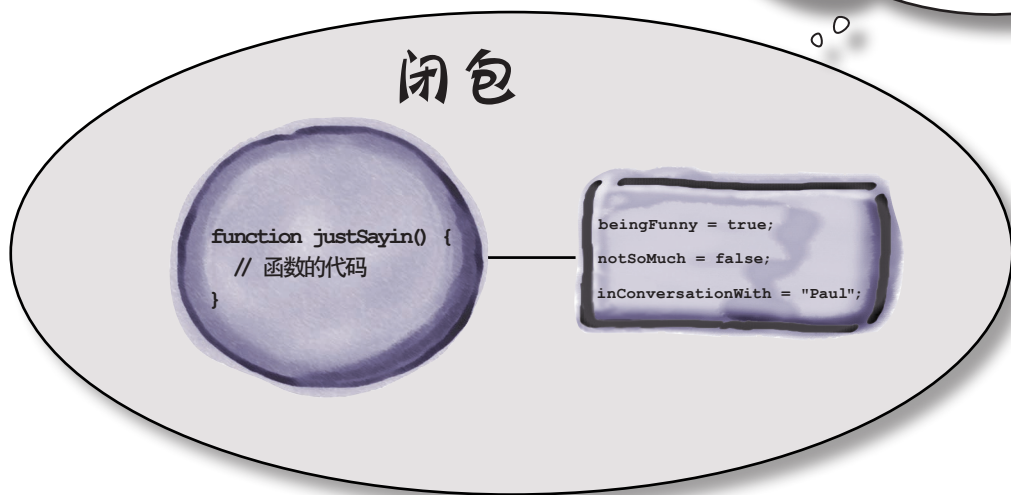 闭包
function justSayin() {
// 函数的代码
}
beingFunny = true;
notSoMuch = false;
inConversationWith = "Paul";